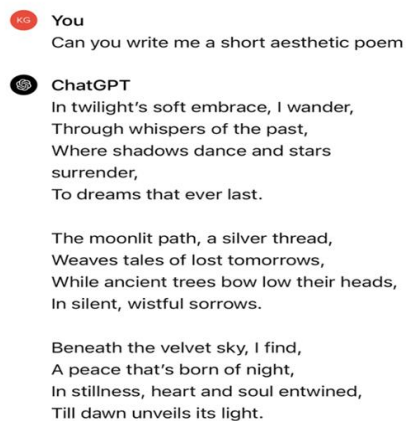 KG You
Can you write me a short aesthetic poem
ChatGPT
In twilight's soft embrace, I wander,
Through whispers of the past,
Where shadows dance and stars
surrender,
To dreams that ever last.
The moonlit path, a silver thread,
Weaves tales of lost tomorrows,
While ancient trees bow low their heads,
In silent, wistful sorrows.
Beneath the velvet sky, I find,
A peace that's born of night,
In stillness, heart and soul entwined,
Till dawn unveils its light.